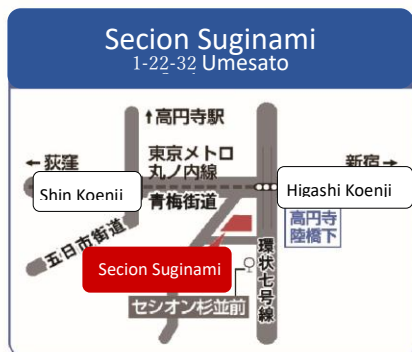 Secion Suginami
1-22-32 Umesato
↑高円寺駅
←荻窪
東京メトロ
丸ノ内線
新宿→
Shin Koenji
Higashi Koenji
青梅街道
高円寺
陸橋下
五日市街道
Secion Suginami
環状七号線
セシオン杉並前